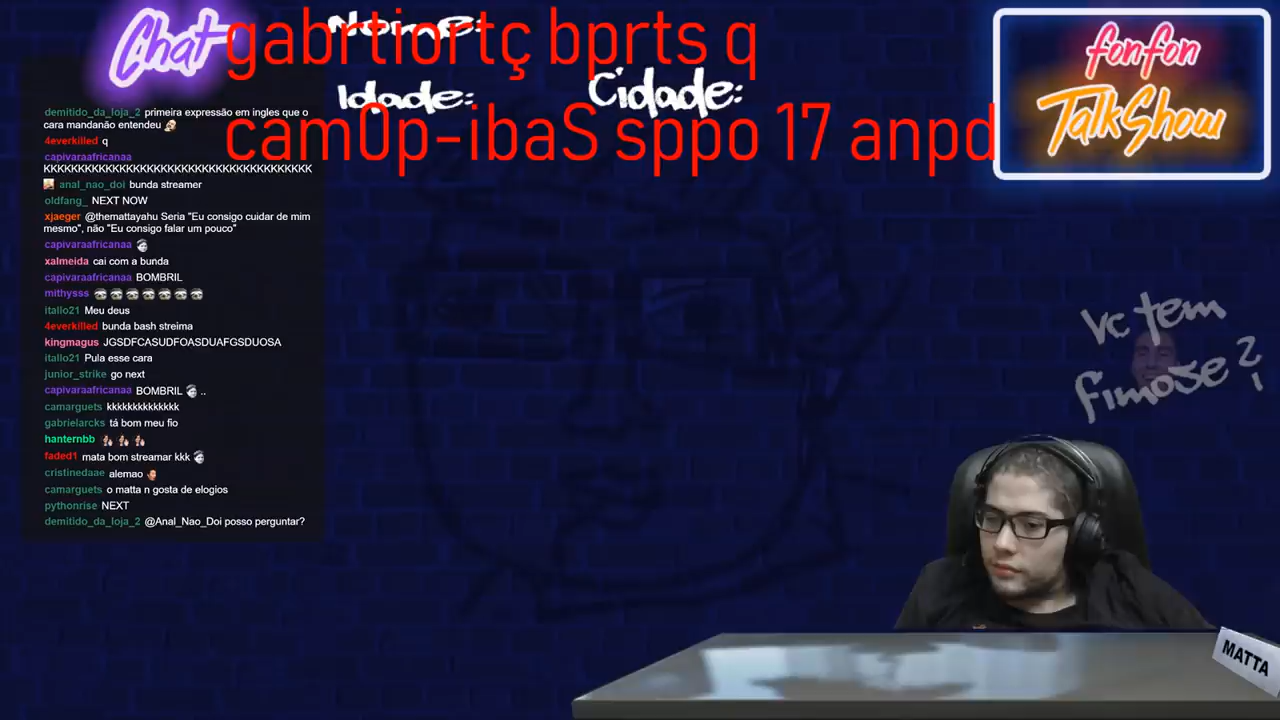 Chat
Nome:
gabrtiortç bprts q
Idade:
Cidade:
cam0p-ibaS sppo 17 anpd
fonfon
TalkShow
demitido_da_loja_2 primeira expressão em ingles que o
cara mandanão entendeu
4everkilled q
capivaraafricanaa
KKKKKKKKKKKKKKKKKKKKKKKKKKKKKKKKKKKKKKK
anal_nao_doi bunda streamer
oldfang_ NEXT NOW
xjaeger @themattayahu Seria "Eu consigo cuidar de mim
mesmo", não "Eu consigo falar um pouco"
capivaraafricanaa
xalmeida cai com a bunda
capivaraafricanaa BOMBRIL
mithysss
itallo21 Meu deus
4everkilled bunda bash streima
kingmagus JGSDFCASUDFOASDUAFGSDUOSA
itallo21 Pula esse cara
junior_strike go next
capivaraafricanaa BOMBRIL ..
camarguets kkkkkkkkkkkkk
gabrielarcks tá bom meu fio
hanternbb
faded1 mata bom streamar kkk
cristinedaae alemao
camarguets o matta n gosta de elogios
pythonrise NEXT
demitido_da_loja_2 @Anal_Nao_Doi posso perguntar?
vc tem
fimose?
MATTA